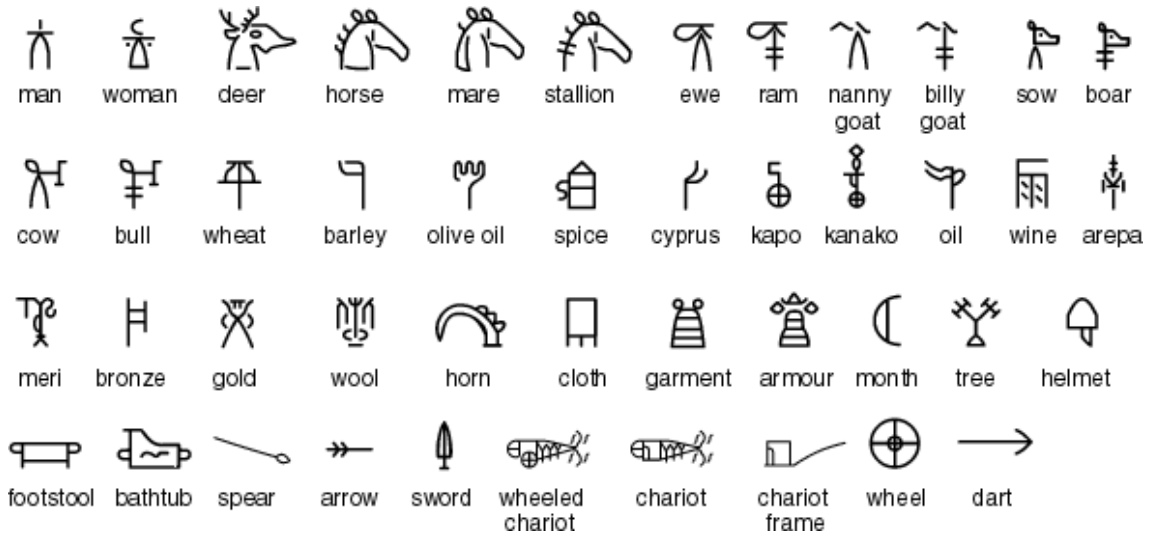 man woman deer horse mare stallion ewe ram nanny goat billy goat sow boar
cow bull wheat barley olive oil spice cyprus kapo kanako oil wine arepa
meri bronze gold wool horn cloth garment armour month tree helmet
footstool bathtub spear arrow sword wheeled chariot chariot chariot frame wheel dart